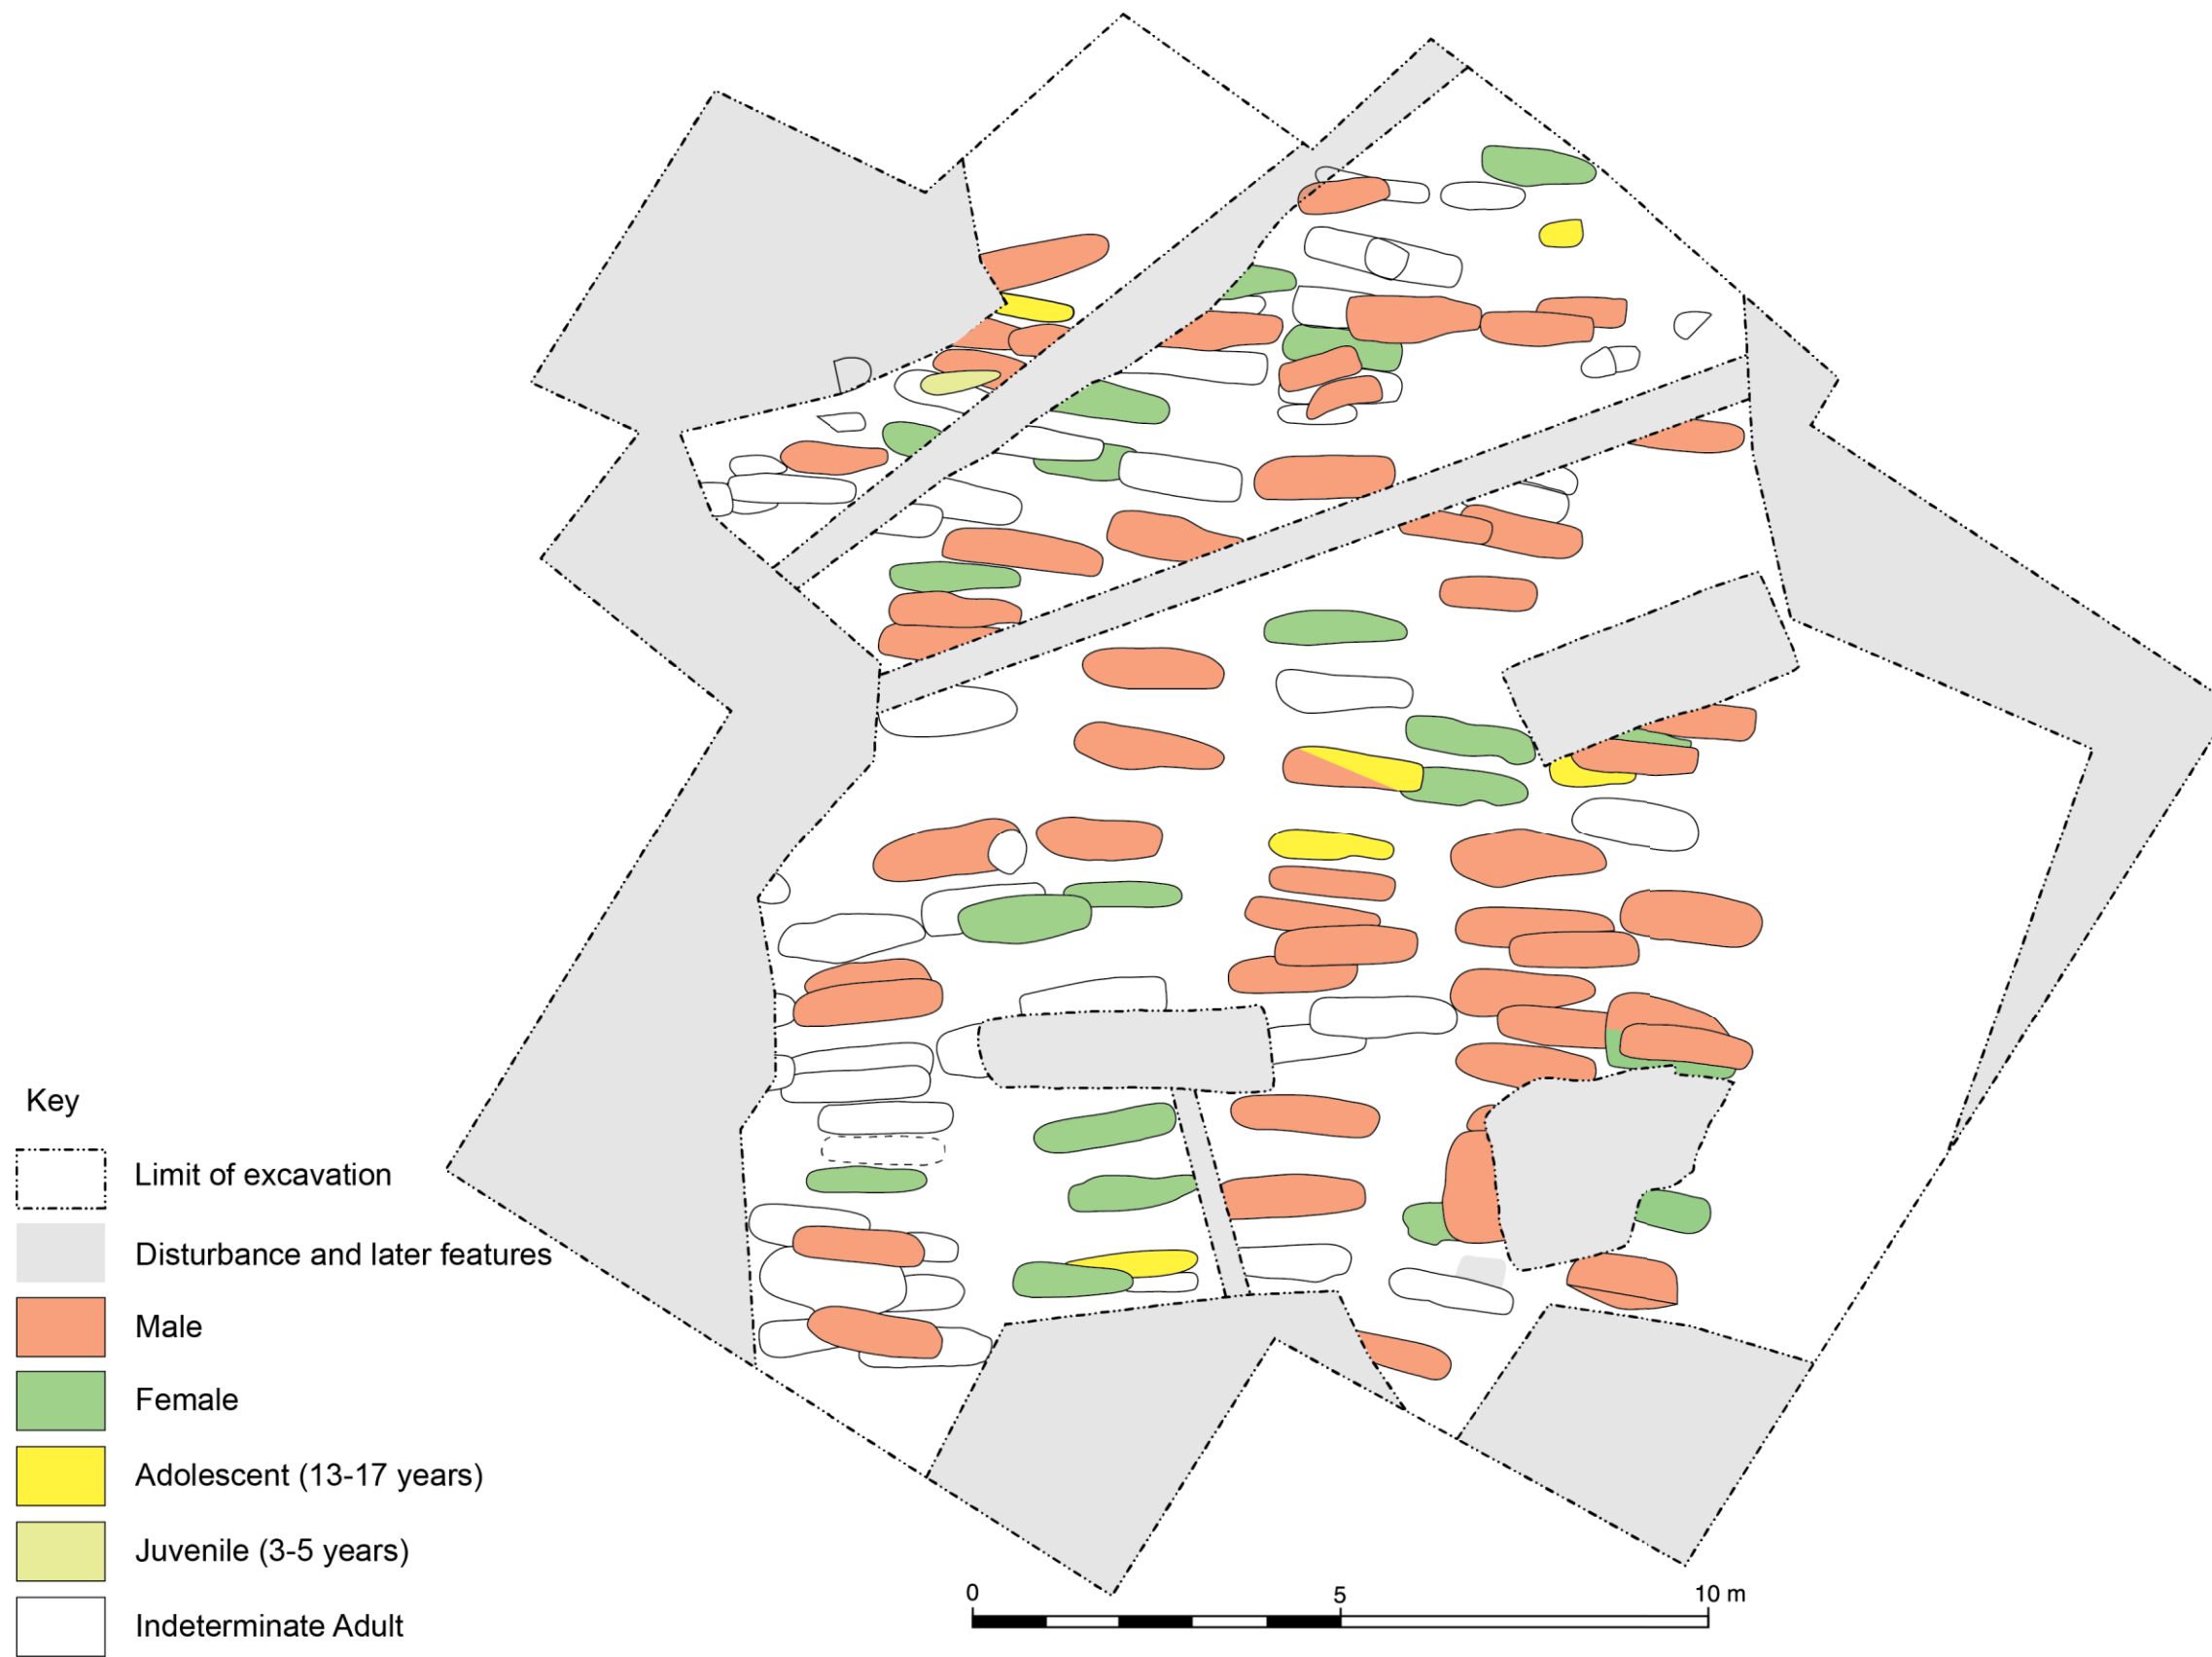 Key
Limit of excavation
Disturbance and later features
Male
Female
Adolescent (13-17 years)
Juvenile (3-5 years)
Indeterminate Adult
0 5 10 m